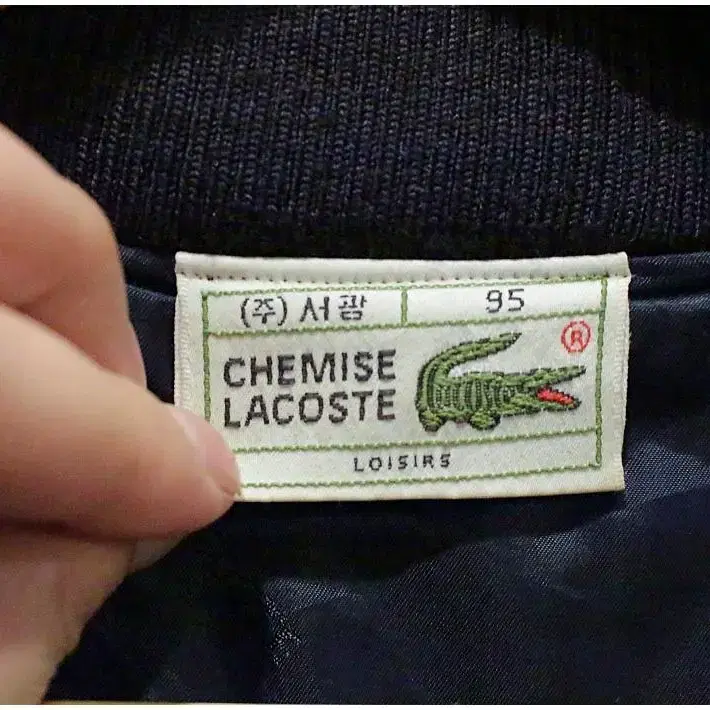 (주) 서광 95
®
CHEMISE
LACOSTE
LOISIRS